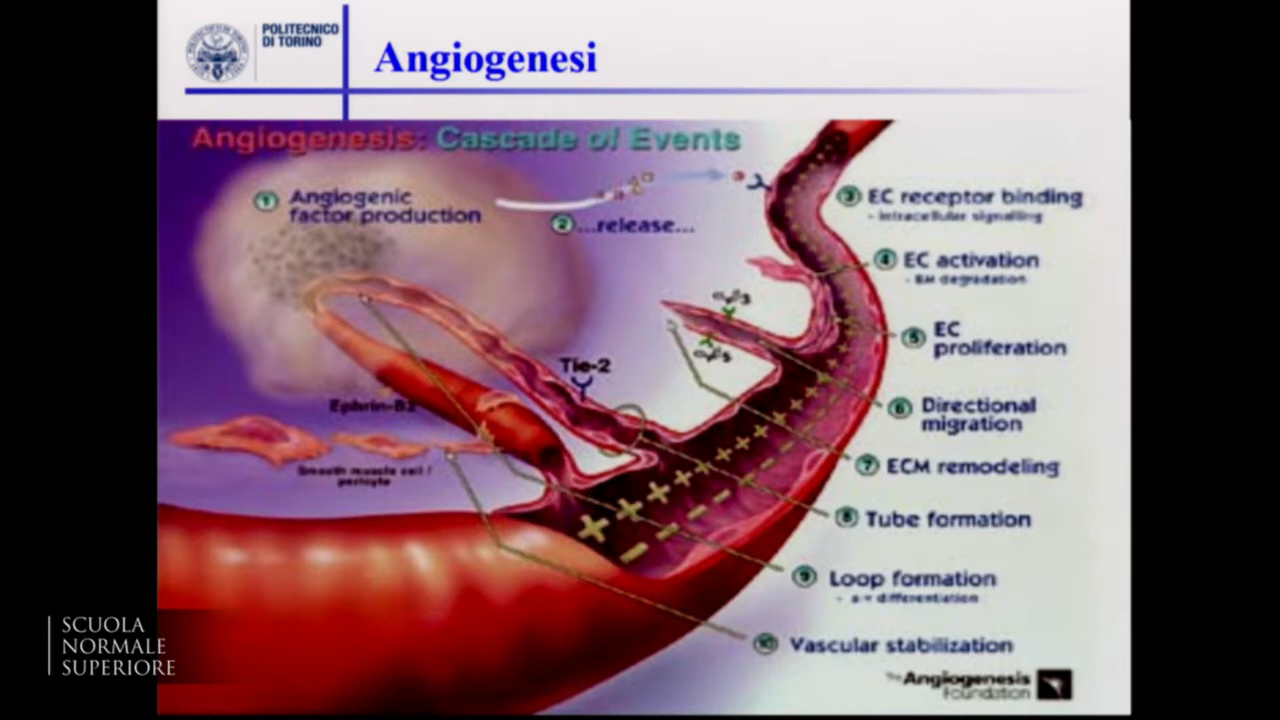 POLITECNICO
DI TORINO
Angiogenesi
Angiogenesis: Cascade of Events
1 Angiogenic
factor production
2 ...release...
3 EC receptor binding
- intracellular signalling
4 EC activation
- BM degradation
5 EC
proliferation
αvβ3
αvβ5
Tie-2
Ephrin-B2
6 Directional
migration
Smooth muscle cell /
pericyte
7 ECM remodeling
8 Tube formation
9 Loop formation
- a-v differentiation
10 Vascular stabilization
SCUOLA
NORMALE
SUPERIORE
The Angiogenesis
Foundation